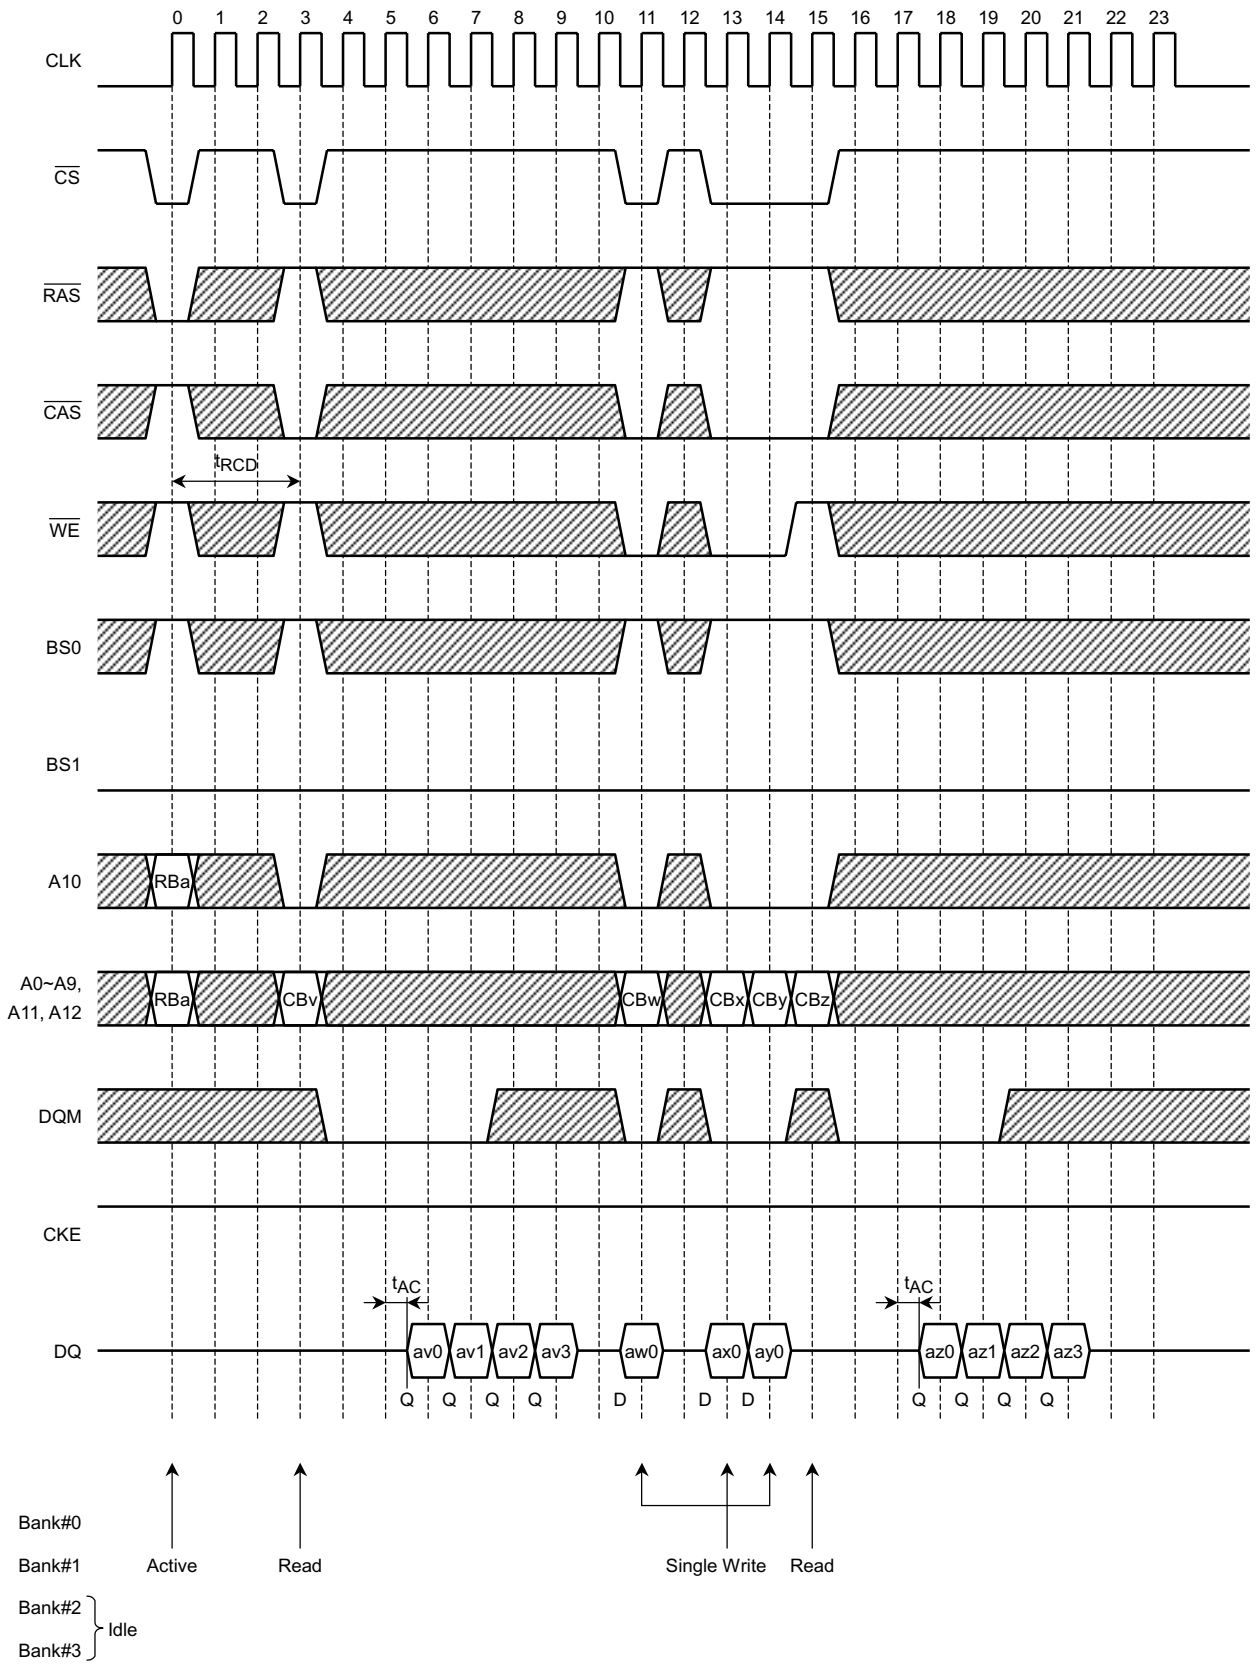 0 1 2 3 4 5 6 7 8 9 10 11 12 13 14 15 16 17 18 19 20 21 22 23
CLK
CS
RAS
CAS
tRCD
WE
BS0
BS1
A10 RBa
A0~A9, A11, A12 RBa CBv CBw CBx CBy CBz
DQM
CKE
tAC tAC
DQ av0 av1 av2 av3 aw0 ax0 ay0 az0 az1 az2 az3
Q Q Q Q D D D Q Q Q Q
Bank#0
Bank#1 Active Read Single Write Read
Bank#2
Idle
Bank#3